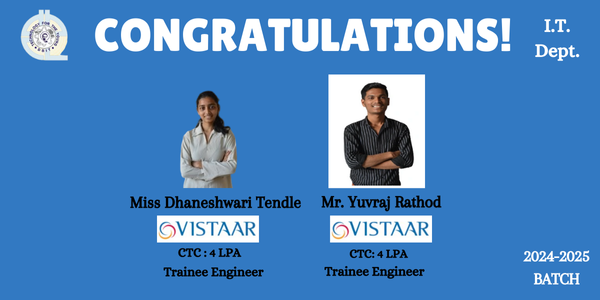 CONGRATULATIONS!
I.T.
Dept.
Miss Dhaneshwari Tendle
Mr. Yuvraj Rathod
VISTAAR
VISTAAR
CTC : 4 LPA
CTC: 4 LPA
Trainee Engineer
Trainee Engineer
2024-2025
BATCH